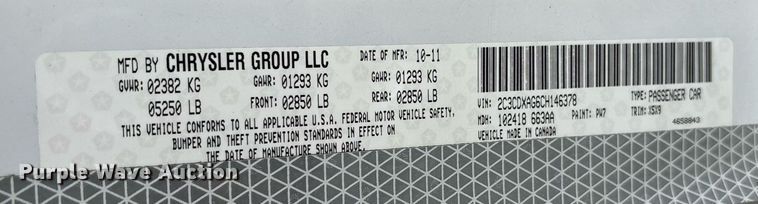 MFD BY CHRYSLER GROUP LLC DATE OF MFR: 10-11
GVWR: 02382 KG GAWR: 01293 KG GAWR: 01293 KG
05250 LB FRONT: 02850 LB REAR: 02850 LB
THIS VEHICLE CONFORMS TO ALL APPLICABLE U.S.A. FEDERAL MOTOR VEHICLE SAFETY,
BUMPER AND THEFT PREVENTION STANDARDS IN EFFECT ON
THE DATE OF MANUFACTURE SHOWN ABOVE.
VIN: 2C3CDXAG6CH146378 TYPE: PASSENGER CAR
MDH: 102418 663AA PAINT: PW7 TRIM: X5X9
VEHICLE MADE IN CANADA 4658843
Purple Wave Auction